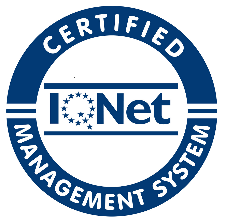 CERTIFIED
IQNet
MANAGEMENT SYSTEM